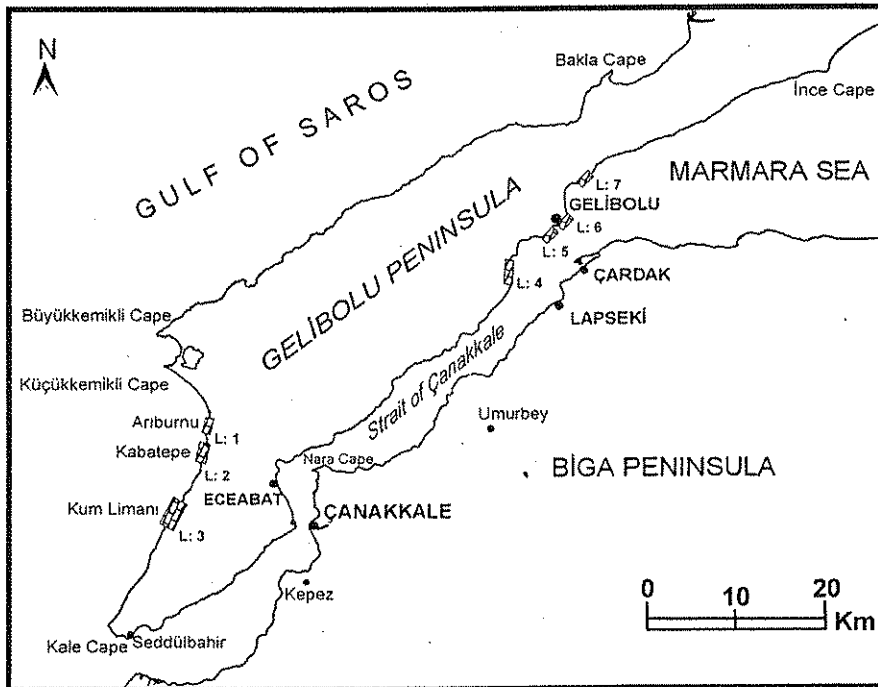 N
GULF OF SAROS
Bakla Cape
İnce Cape
MARMARA SEA
L: 7
GELİBOLU
L: 6
L: 5
L: 4
GELİBOLU PENINSULA
ÇARDAK
LAPSEKİ
Büyükkemikli Cape
Küçükkemikli Cape
Strait of Çanakkale
Arıburnu
L: 1
Kabatepe
L: 2
Umurbey
Nara Cape
BİGA PENINSULA
ECEABAT
Kum Limanı
L: 3
ÇANAKKALE
Kepez
0 10 20
Km
Kale Cape
Seddülbahir